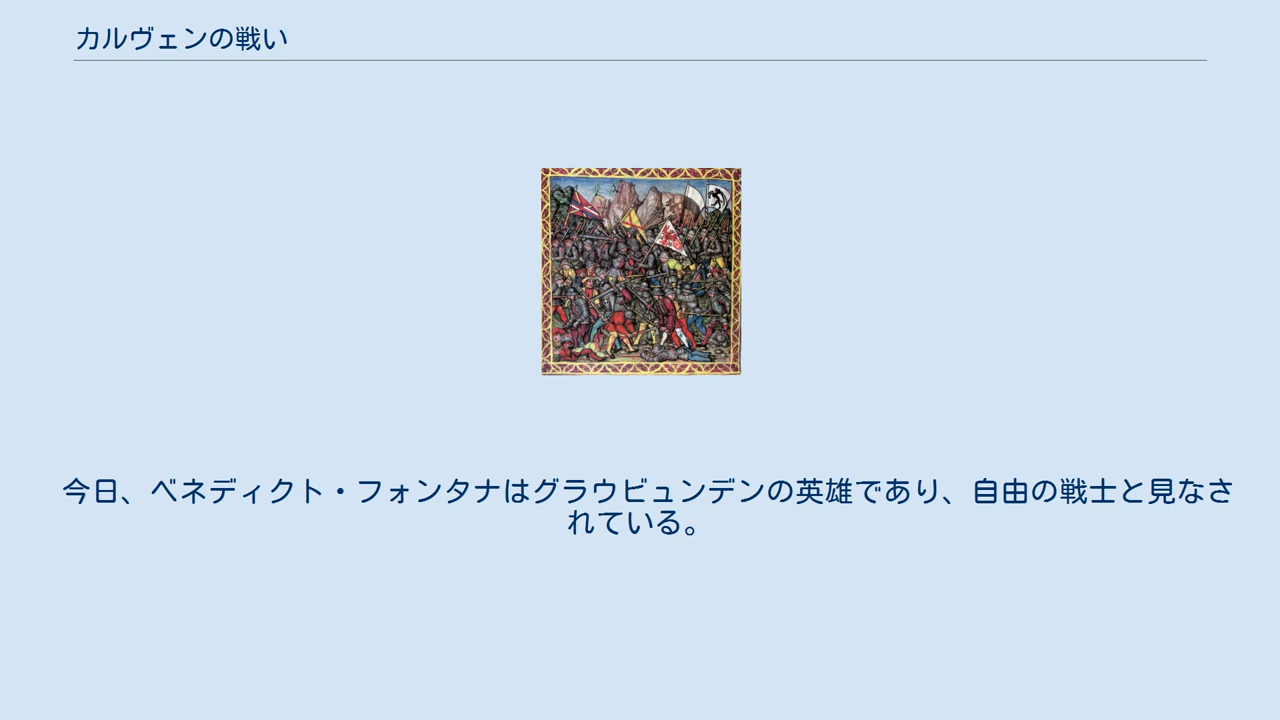 カルヴェンの戦い
今日、ベネディクト・フォンタナはグラウビュンデンの英雄であり、自由の戦士と見なさ
れている。